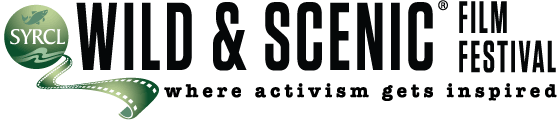 SYRCL
WILD & SCENIC® FILM FESTIVAL
where activism gets inspired